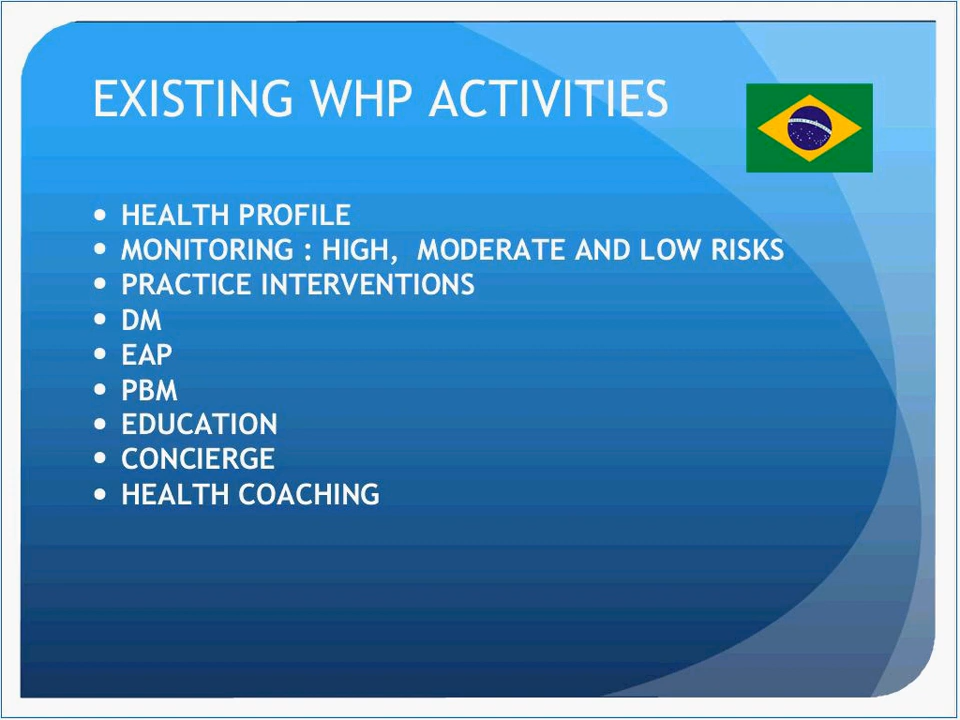 EXISTING WHP ACTIVITIES
• HEALTH PROFILE
• MONITORING : HIGH, MODERATE AND LOW RISKS
• PRACTICE INTERVENTIONS
• DM
• EAP
• PBM
• EDUCATION
• CONCIERGE
• HEALTH COACHING